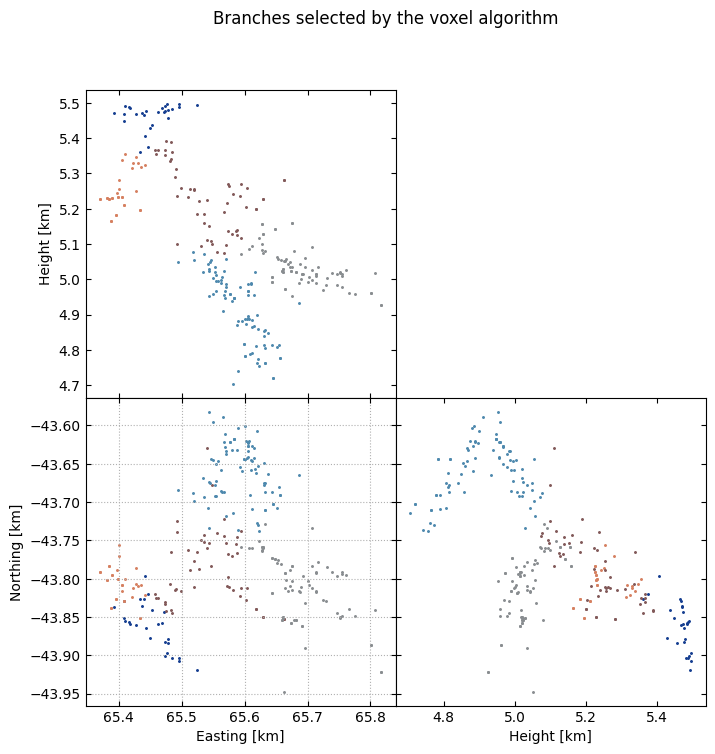 Branches selected by the voxel algorithm
5.5
5.4
5.3
5.2
5.1
5.0
4.9
4.8
4.7
Height [km]
−43.60
−43.65
−43.70
−43.75
−43.80
−43.85
−43.90
−43.95
Northing [km]
65.4 65.5 65.6 65.7 65.8
Easting [km]
4.8 5.0 5.2 5.4
Height [km]